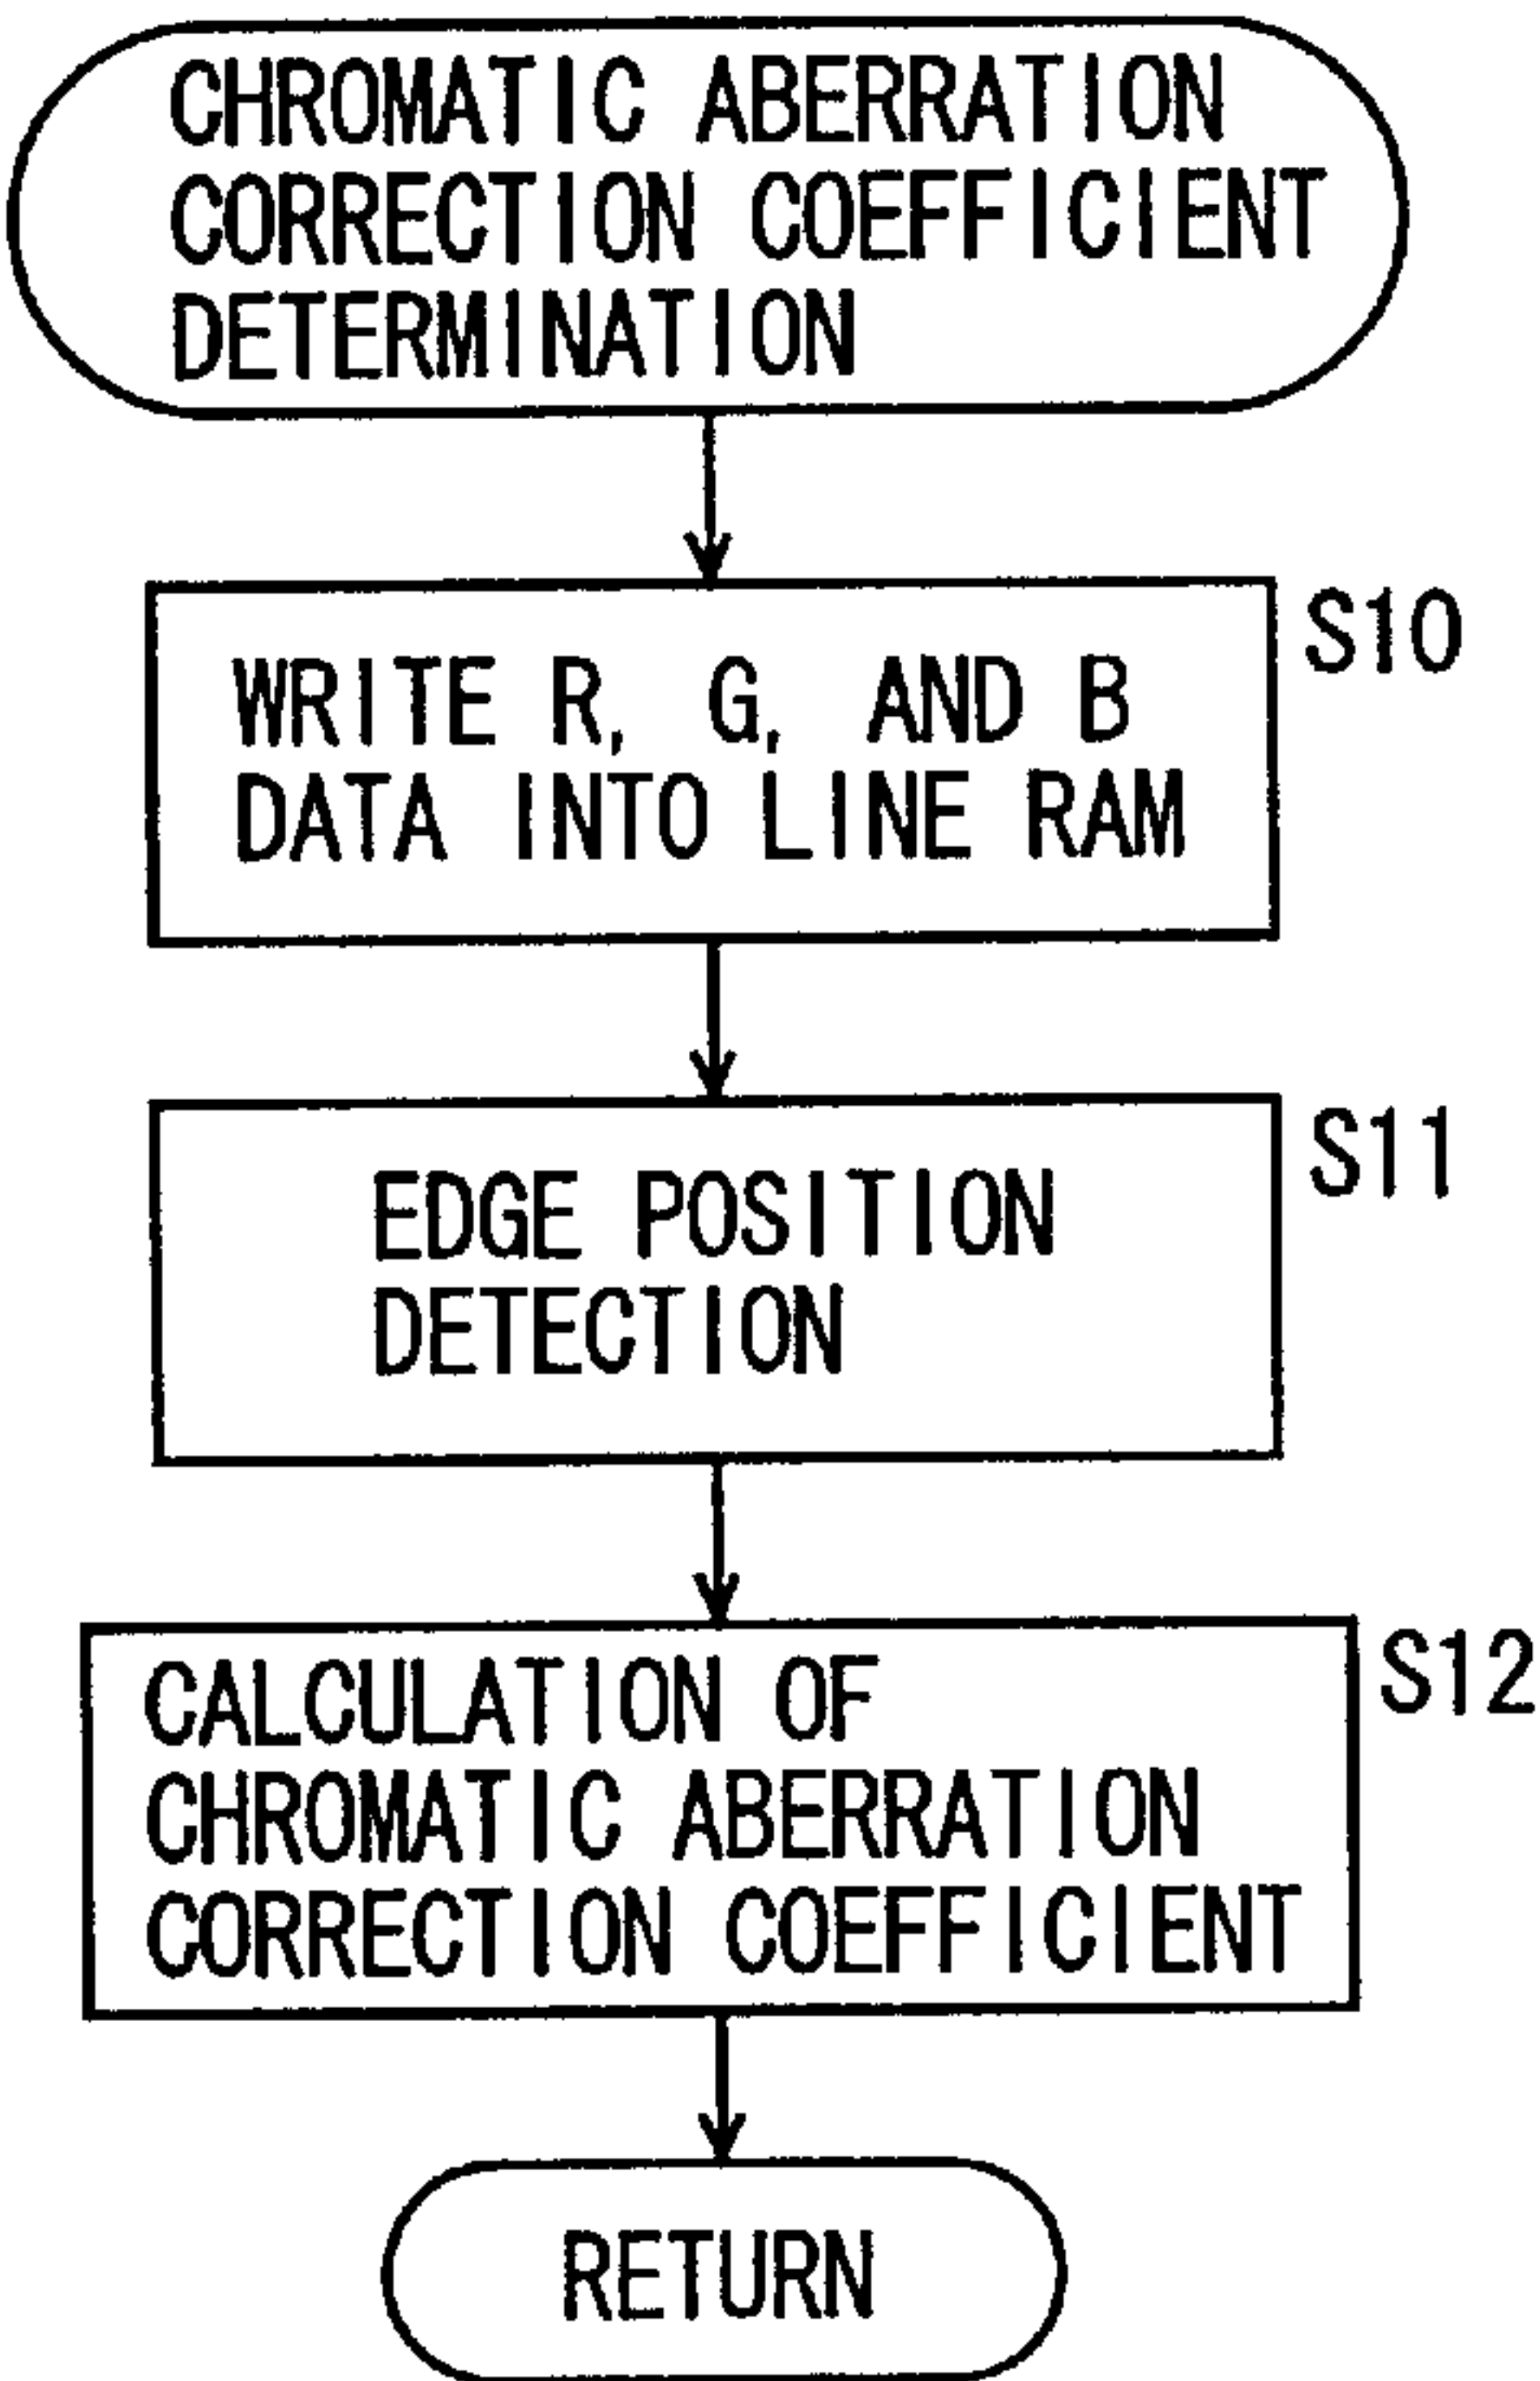 CHROMATIC ABERRATION
CORRECTION COEFFICIENT
DETERMINATION
S10
WRITE R, G, AND B
DATA INTO LINE RAM
S11
EDGE POSITION
DETECTION
S12
CALCULATION OF
CHROMATIC ABERRATION
CORRECTION COEFFICIENT
RETURN